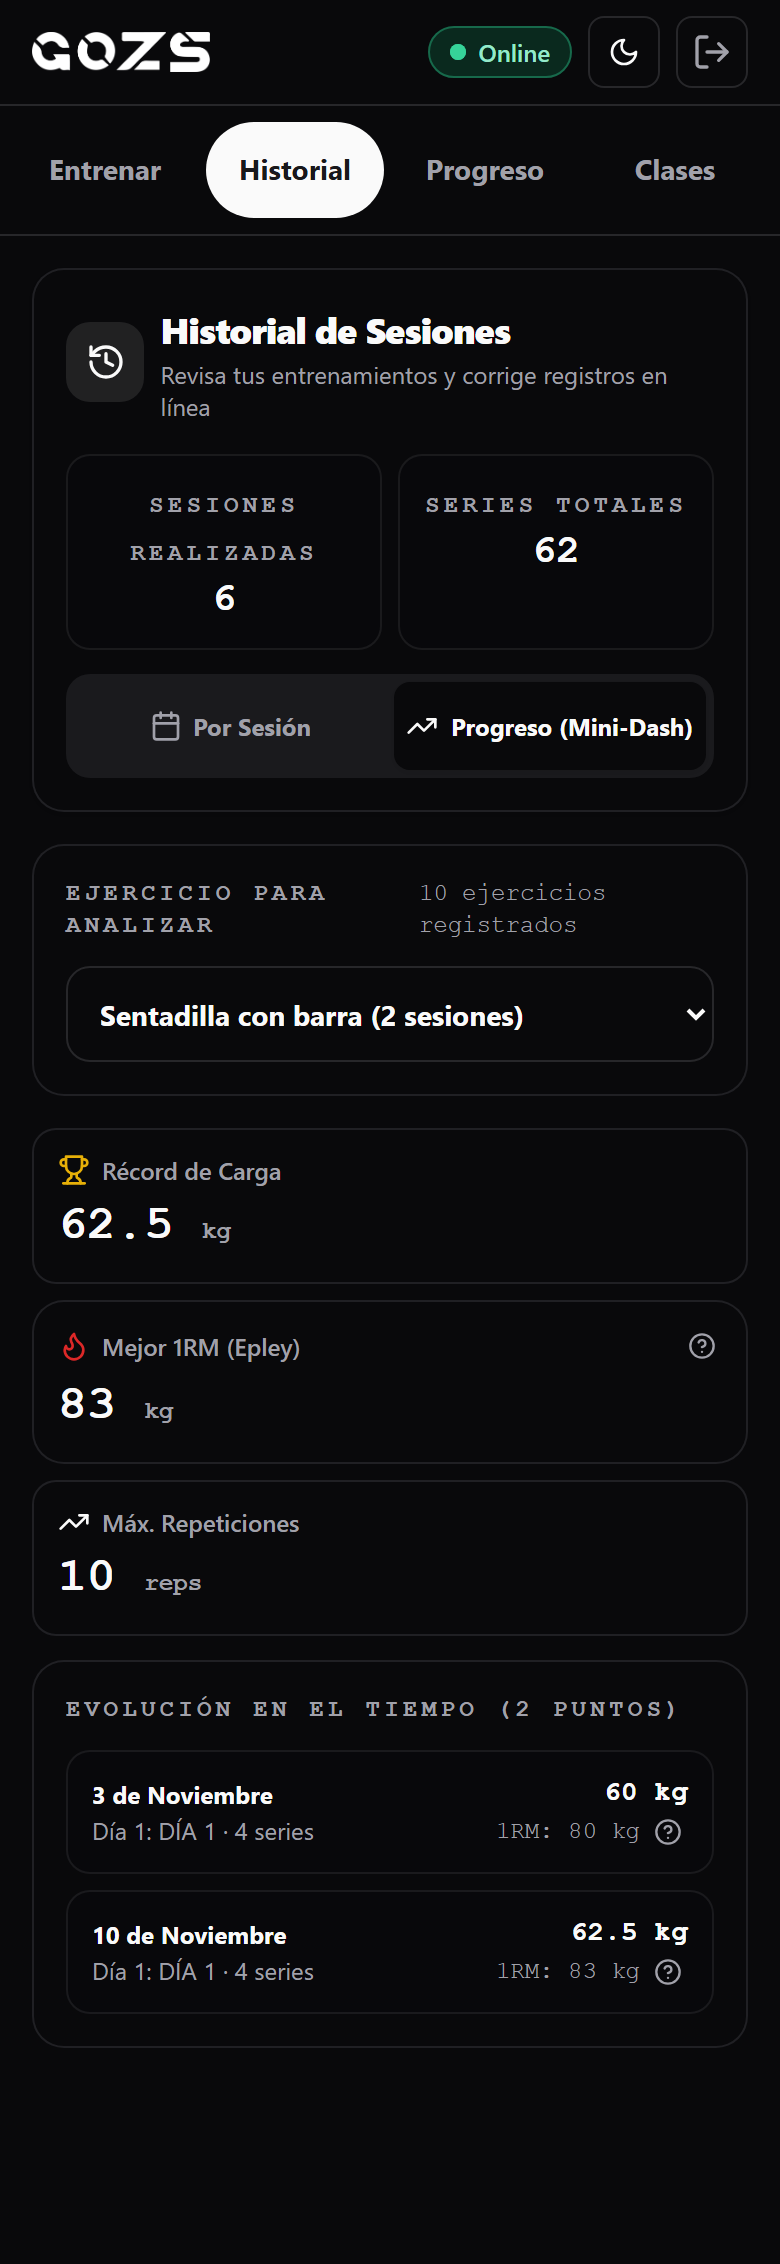 GOZS
Online
Entrenar
Historial
Progreso
Clases
Historial de Sesiones
Revisa tus entrenamientos y corrige registros en
línea
SESIONES
REALIZADAS
6
SERIES TOTALES
62
Por Sesión
Progreso (Mini-Dash)
EJERCICIO PARA
ANALIZAR
10 ejercicios
registrados
Sentadilla con barra (2 sesiones)
Récord de Carga
62.5 kg
Mejor 1RM (Epley)
83 kg
Máx. Repeticiones
10 reps
EVOLUCIÓN EN EL TIEMPO (2 PUNTOS)
3 de Noviembre
60 kg
Día 1: DÍA 1 · 4 series
1RM: 80 kg
10 de Noviembre
62.5 kg
Día 1: DÍA 1 · 4 series
1RM: 83 kg